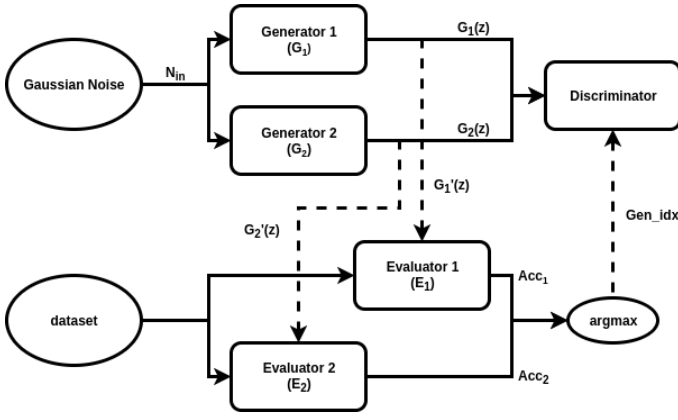 Generator 1
(G1)
G1(z)
Gaussian Noise
Nin
Discriminator
Generator 2
(G2)
G2(z)
G1'(z)
G2'(z)
Gen_idx
Evaluator 1
(E1)
Acc1
dataset
argmax
Evaluator 2
(E2)
Acc2